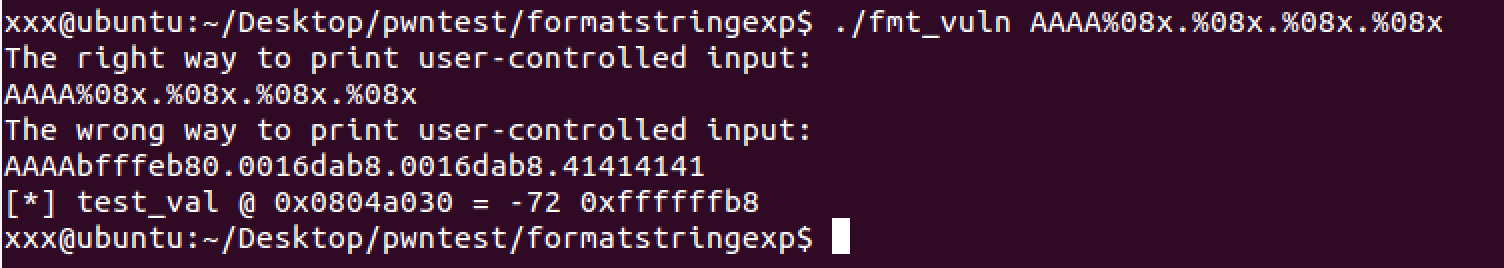 xxx@ubuntu:~/Desktop/pwntest/formatstringexp$ ./fmt_vuln AAAA%08x.%08x.%08x.%08x
The right way to print user-controlled input:
AAAA%08x.%08x.%08x.%08x
The wrong way to print user-controlled input:
AAAAbfffeb80.0016dab8.0016dab8.41414141
[*] test_val @ 0x0804a030 = -72 0xffffffb8
xxx@ubuntu:~/Desktop/pwntest/formatstringexp$